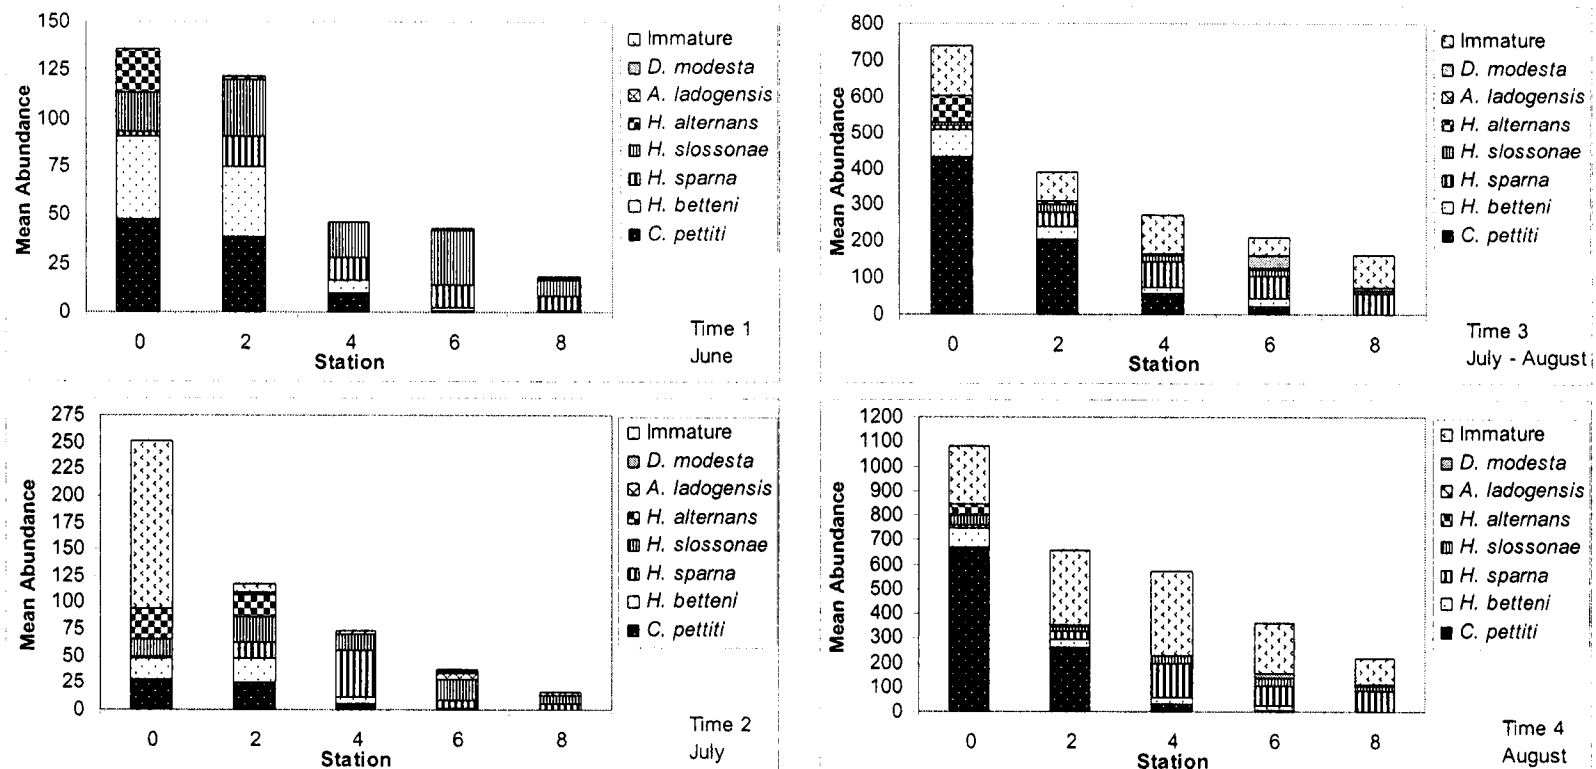 150
125
100
75
50
25
0
Mean Abundance
0 2 4 6 8
Station
Immature
D. modesta
A. ladogensis
H. alternans
H. slossonae
H. sparna
H. betteni
C. pettiti
Time 1
June
800
700
600
500
400
300
200
100
0
Mean Abundance
0 2 4 6 8
Station
Immature
D. modesta
A. ladogensis
H. alternans
H. slossonae
H. sparna
H. betteni
C. pettiti
Time 3
July - August
275
250
225
200
175
150
125
100
75
50
25
0
Mean Abundance
0 2 4 6 8
Station
Immature
D. modesta
A. ladogensis
H. alternans
H. slossonae
H. sparna
H. betteni
C. pettiti
Time 2
July
1200
1100
1000
900
800
700
600
500
400
300
200
100
0
Mean Abundance
0 2 4 6 8
Station
Immature
D. modesta
A. ladogensis
H. alternans
H. slossonae
H. sparna
H. betteni
C. pettiti
Time 4
August